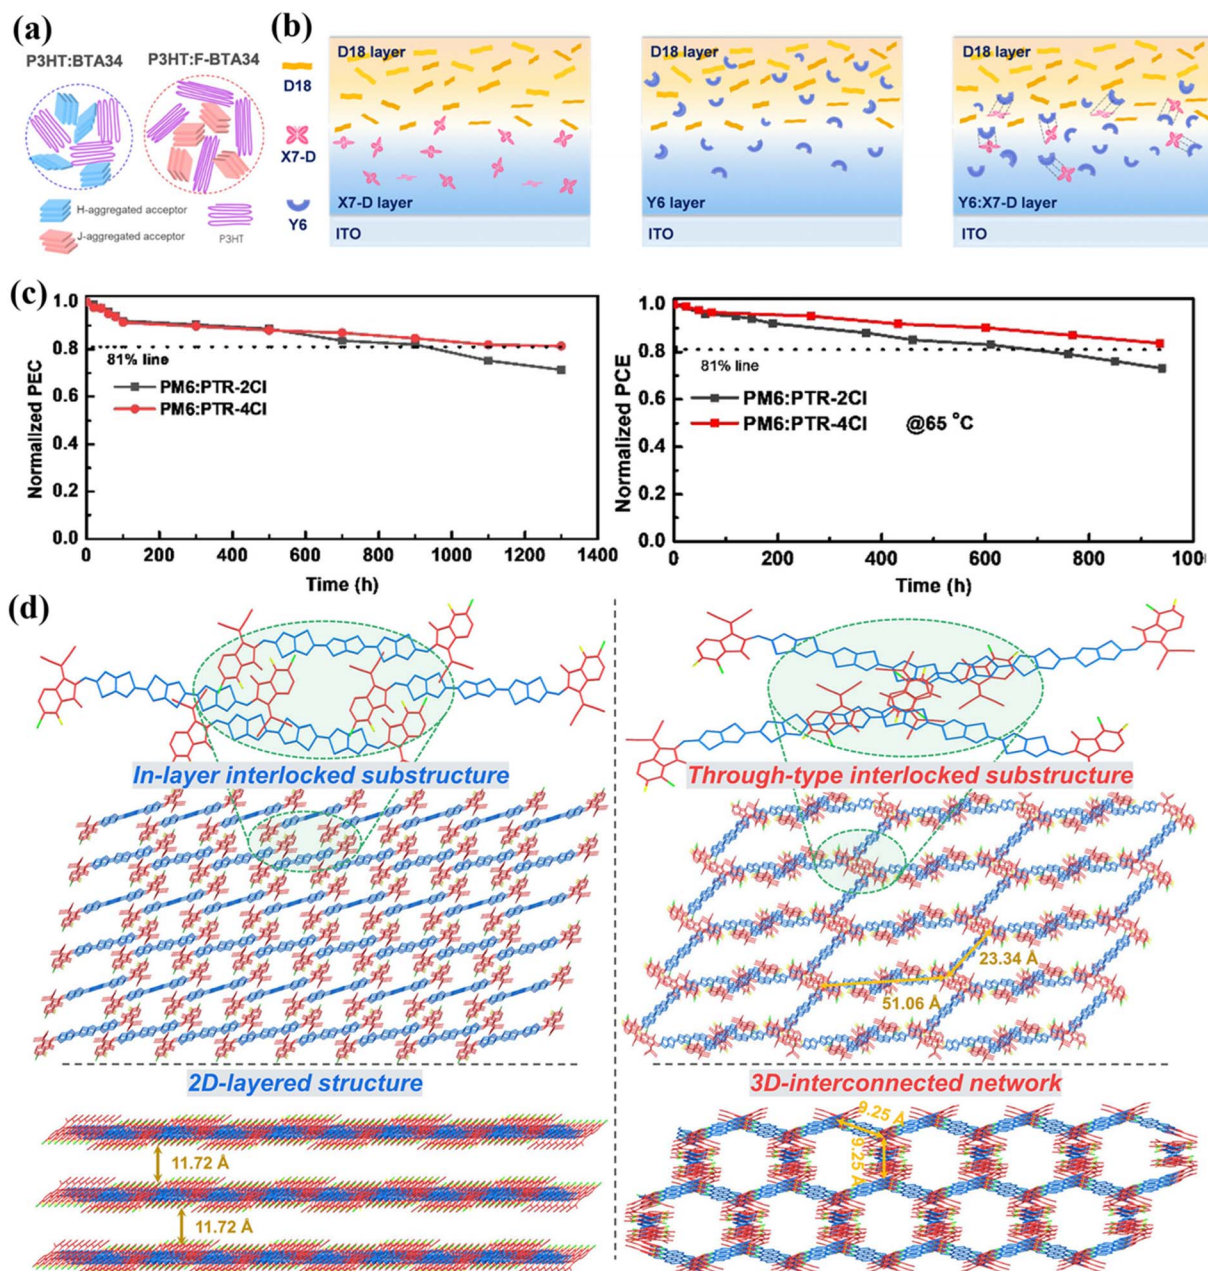 (a)
P3HT:BTA34
P3HT:F-BTA34
H-aggregated acceptor
J-aggregated acceptor
P3HT
(b)
D18
X7-D
Y6
D18 layer
X7-D layer
ITO
D18 layer
Y6 layer
ITO
D18 layer
Y6:X7-D layer
ITO
(c)
Normalized PEC
1.0
0.8
0.6
0.4
0.2
0.0
81% line
PM6:PTR-2Cl
PM6:PTR-4Cl
0 200 400 600 800 1000 1200 1400
Time (h)
Normalized PCE
1.0
0.8
0.6
0.4
0.2
0.0
81% line
PM6:PTR-2Cl
PM6:PTR-4Cl @65 °C
0 200 400 600 800 100
Time (h)
(d)
In-layer interlocked substructure
Through-type interlocked substructure
23.34 Å
51.06 Å
2D-layered structure
11.72 Å
11.72 Å
3D-interconnected network
9.25 Å
9.25 Å